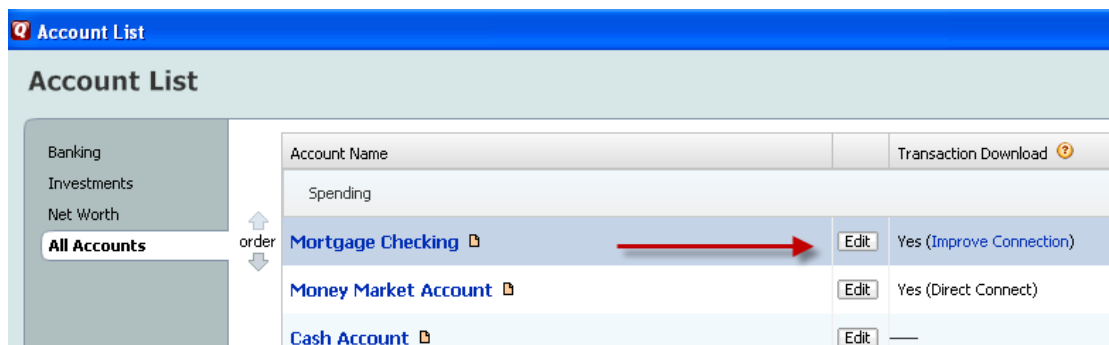 Account List
Account List
Banking
Investments
Net Worth
All Accounts
order
Account Name Transaction Download ?
Spending
Mortgage Checking Edit Yes (Improve Connection)
Money Market Account Edit Yes (Direct Connect)
Cash Account Edit —